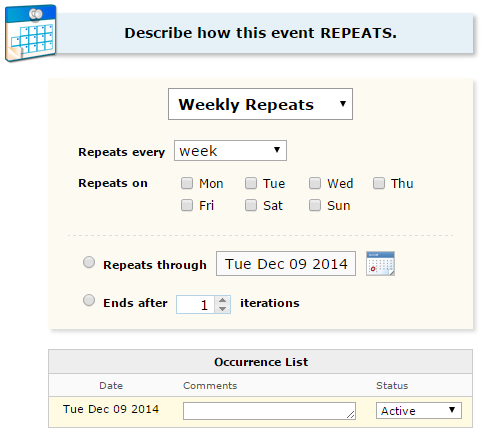 Describe how this event REPEATS.
Weekly Repeats
Repeats every week
Repeats on Mon Tue Wed Thu
Fri Sat Sun
Repeats through Tue Dec 09 2014
Ends after 1 iterations
Occurrence List
Date Comments Status
Tue Dec 09 2014 Active